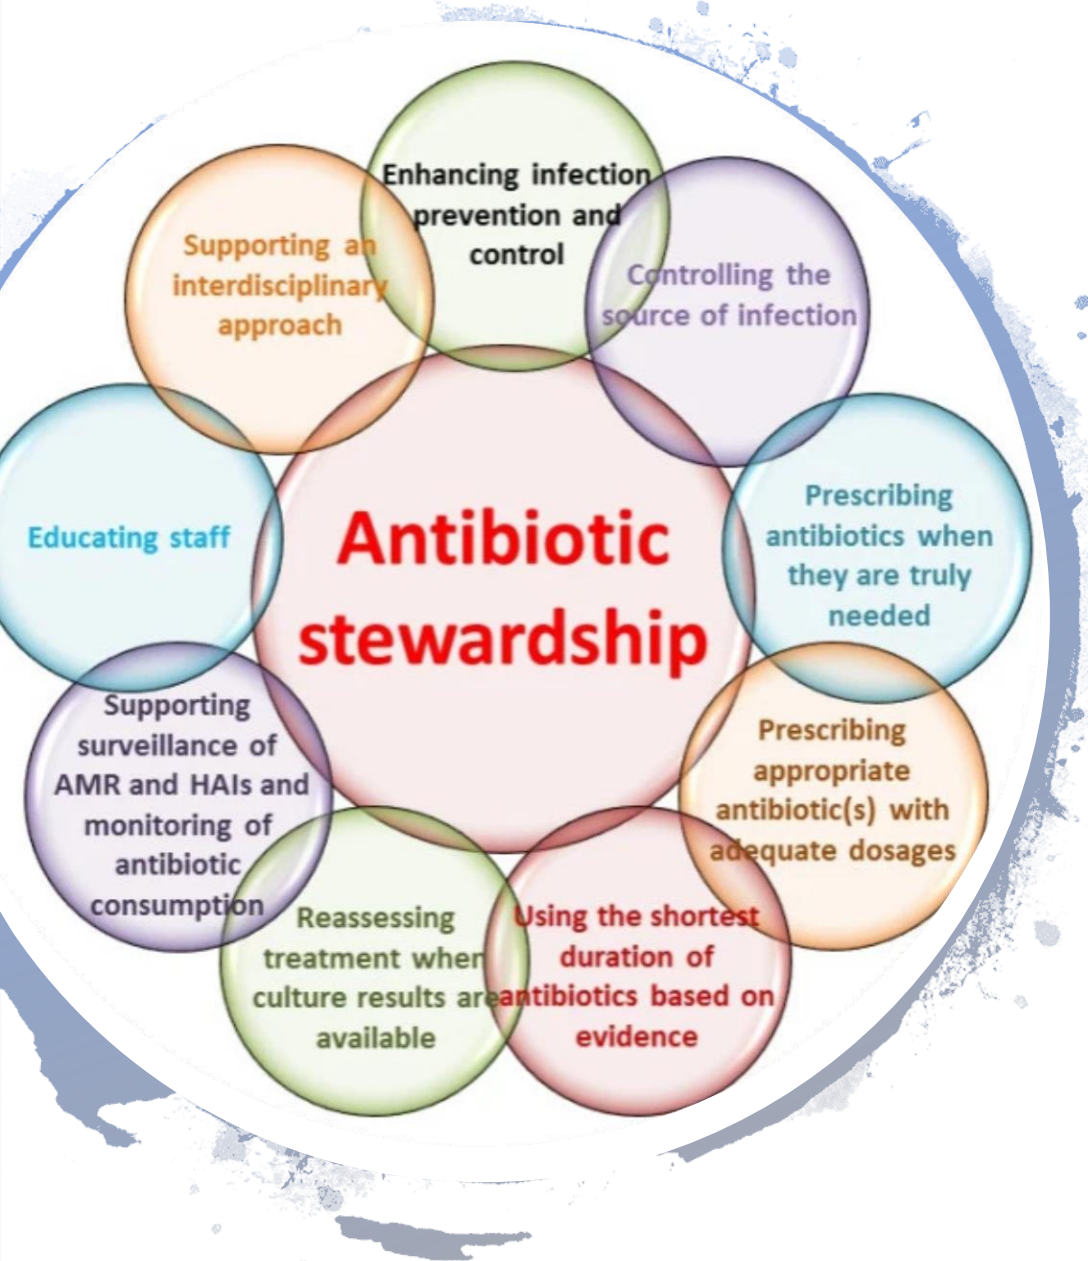 Enhancing infection
prevention and
control
Controlling the
source of infection
Prescribing
antibiotics when
they are truly
needed
Prescribing
appropriate
antibiotic(s) with
adequate dosages
Using the shortest
duration of
antibiotics based on
evidence
Reassessing
treatment when
culture results are
available
Supporting
surveillance of
AMR and HAIs and
monitoring of
antibiotic
consumption
Educating staff
Supporting an
interdisciplinary
approach
Antibiotic
stewardship